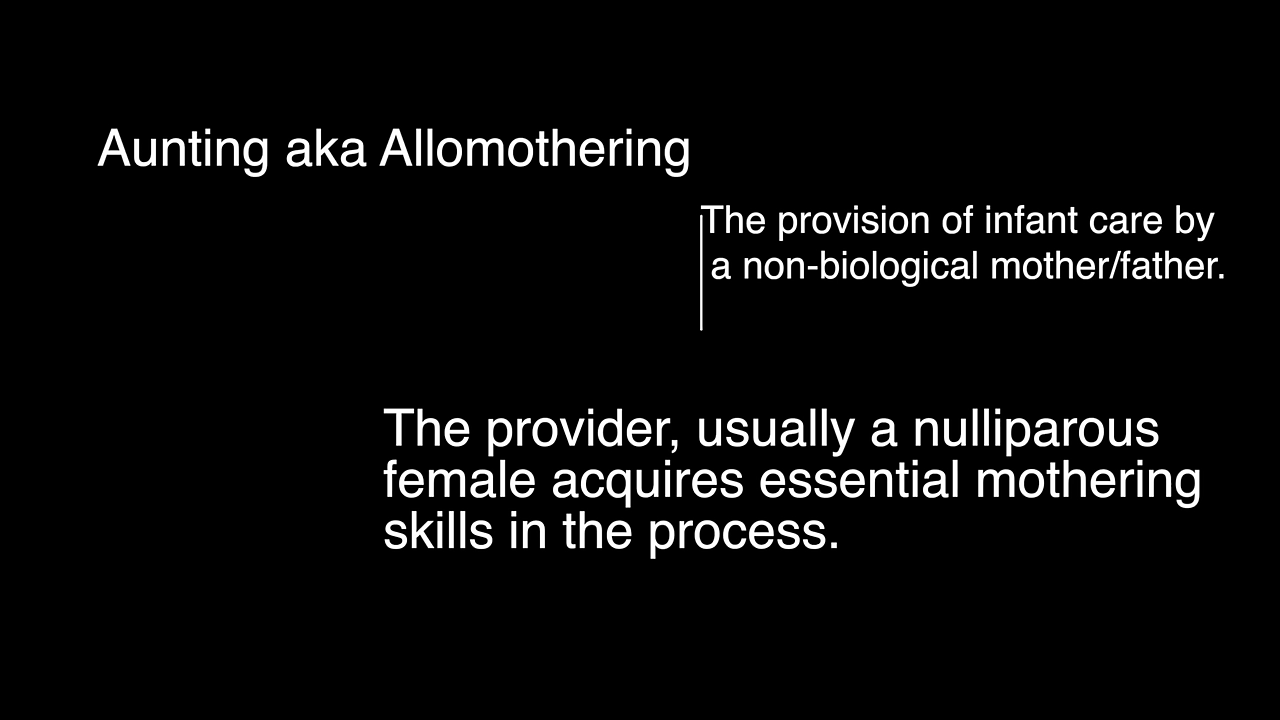 Aunting aka Allomothering
The provision of infant care by
a non-biological mother/father.
The provider, usually a nulliparous
female acquires essential mothering
skills in the process.